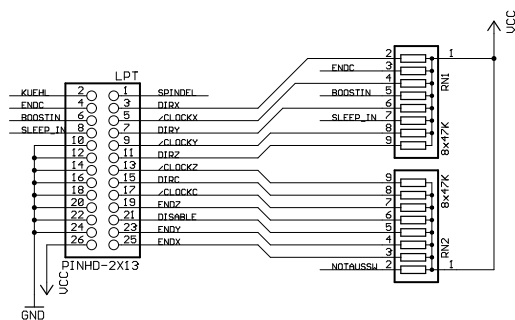 VCC
LPT
KUEHL 2 1 SPINDEL
ENDC 4 3 DIRX
BOOSTIN 6 5 /CLOCKX
SLEEP_IN 8 7 DIRY
10 9 /CLOCKY
12 11 DIRZ
14 13 /CLOCKZ
16 15 DIRC
18 17 /CLOCKC
20 19 ENDZ
22 21 DISABLE
24 23 ENDY
26 25 ENDX
PINHD-2X13
VCC
GND
2 1
ENDC 3
4
BOOSTIN 5
6
SLEEP_IN 7
8
9
RN1
8x47K
9
8
7
6
5
4
3
NOTAUSSW 2 1
8x47K
RN2